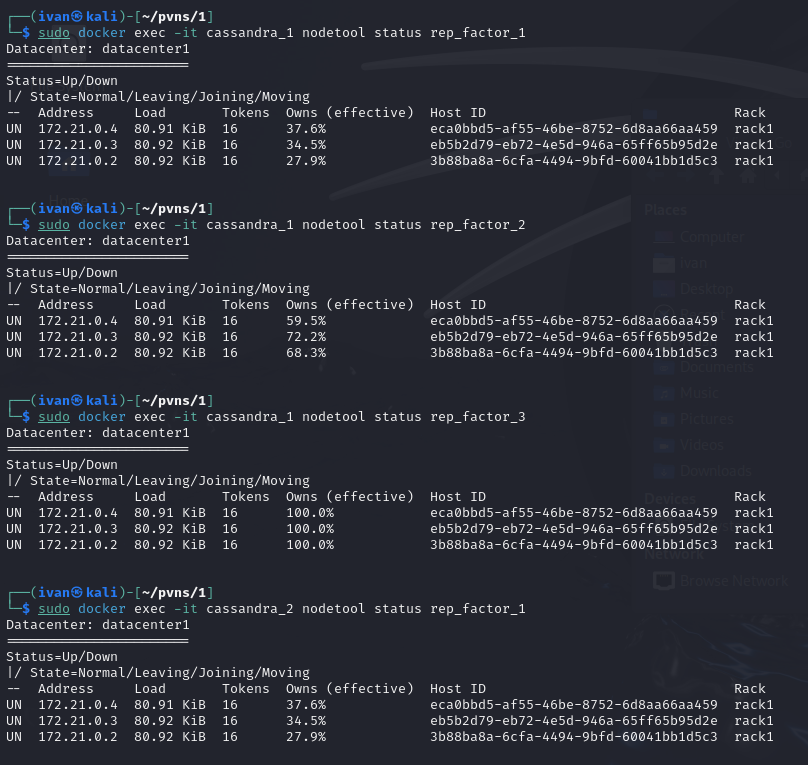 ┌──(ivan㉿kali)-[~/pvns/1]
└─$ sudo docker exec -it cassandra_1 nodetool status rep_factor_1
Datacenter: datacenter1
=======================
Status=Up/Down
|/ State=Normal/Leaving/Joining/Moving
--  Address     Load       Tokens  Owns (effective)  Host ID                               Rack
UN  172.21.0.4  80.91 KiB  16      37.6%             eca0bbd5-af55-46be-8752-6d8aa66aa459  rack1
UN  172.21.0.3  80.92 KiB  16      34.5%             eb5b2d79-eb72-4e5d-946a-65ff65b95d2e  rack1
UN  172.21.0.2  80.92 KiB  16      27.9%             3b88ba8a-6cfa-4494-9bfd-60041bb1d5c3  rack1
┌──(ivan㉿kali)-[~/pvns/1]
└─$ sudo docker exec -it cassandra_1 nodetool status rep_factor_2
Datacenter: datacenter1
=======================
Status=Up/Down
|/ State=Normal/Leaving/Joining/Moving
--  Address     Load       Tokens  Owns (effective)  Host ID                               Rack
UN  172.21.0.4  80.91 KiB  16      59.5%             eca0bbd5-af55-46be-8752-6d8aa66aa459  rack1
UN  172.21.0.3  80.92 KiB  16      72.2%             eb5b2d79-eb72-4e5d-946a-65ff65b95d2e  rack1
UN  172.21.0.2  80.92 KiB  16      68.3%             3b88ba8a-6cfa-4494-9bfd-60041bb1d5c3  rack1
┌──(ivan㉿kali)-[~/pvns/1]
└─$ sudo docker exec -it cassandra_1 nodetool status rep_factor_3
Datacenter: datacenter1
=======================
Status=Up/Down
|/ State=Normal/Leaving/Joining/Moving
--  Address     Load       Tokens  Owns (effective)  Host ID                               Rack
UN  172.21.0.4  80.91 KiB  16      100.0%            eca0bbd5-af55-46be-8752-6d8aa66aa459  rack1
UN  172.21.0.3  80.92 KiB  16      100.0%            eb5b2d79-eb72-4e5d-946a-65ff65b95d2e  rack1
UN  172.21.0.2  80.92 KiB  16      100.0%            3b88ba8a-6cfa-4494-9bfd-60041bb1d5c3  rack1
┌──(ivan㉿kali)-[~/pvns/1]
└─$ sudo docker exec -it cassandra_2 nodetool status rep_factor_1
Datacenter: datacenter1
=======================
Status=Up/Down
|/ State=Normal/Leaving/Joining/Moving
--  Address     Load       Tokens  Owns (effective)  Host ID                               Rack
UN  172.21.0.4  80.91 KiB  16      37.6%             eca0bbd5-af55-46be-8752-6d8aa66aa459  rack1
UN  172.21.0.3  80.92 KiB  16      34.5%             eb5b2d79-eb72-4e5d-946a-65ff65b95d2e  rack1
UN  172.21.0.2  80.92 KiB  16      27.9%             3b88ba8a-6cfa-4494-9bfd-60041bb1d5c3  rack1
Places
Computer
ivan
Desktop
Documents
Music
Pictures
Videos
Downloads
Devices
Network
Browse Network